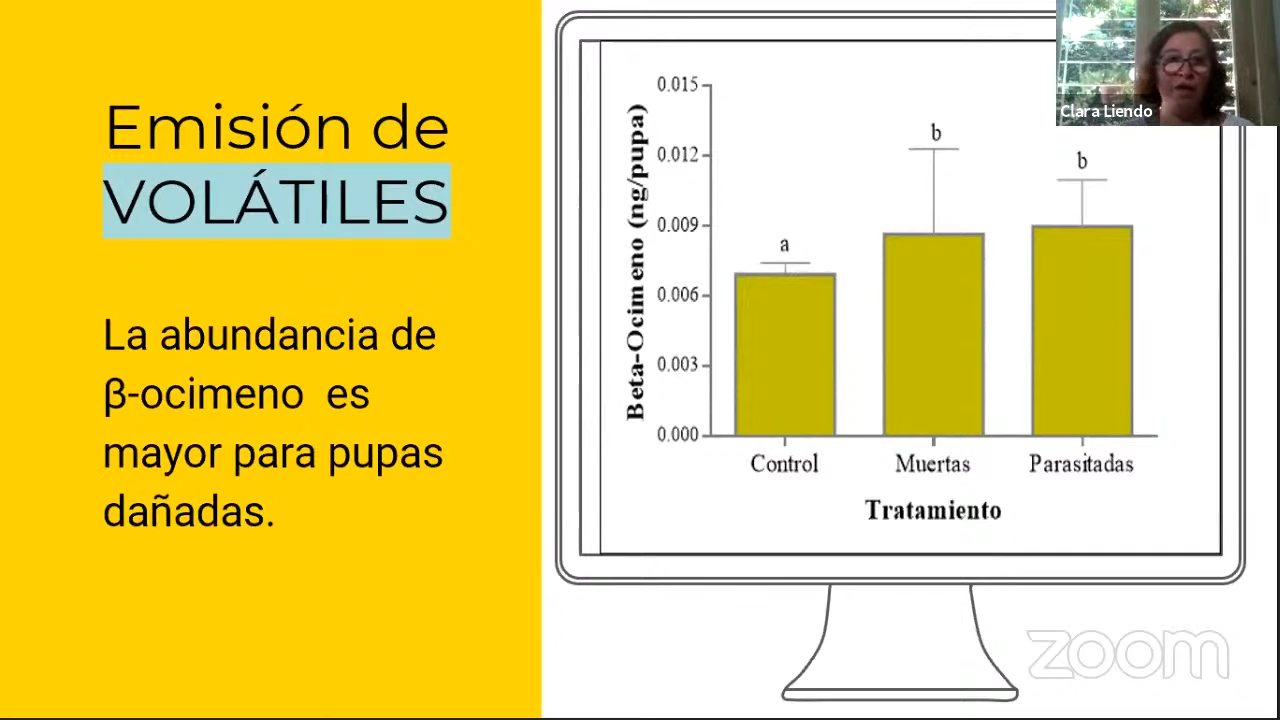 Emisión de
VOLÁTILES
La abundancia de
β-ocimeno es
mayor para pupas
dañadas.
Beta-Ocimeno (ng/pupa)
0.015
0.012
0.009
0.006
0.003
0.000
a
b
b
Control
Muertas
Parasitadas
Tratamiento
Clara Liendo
zoom